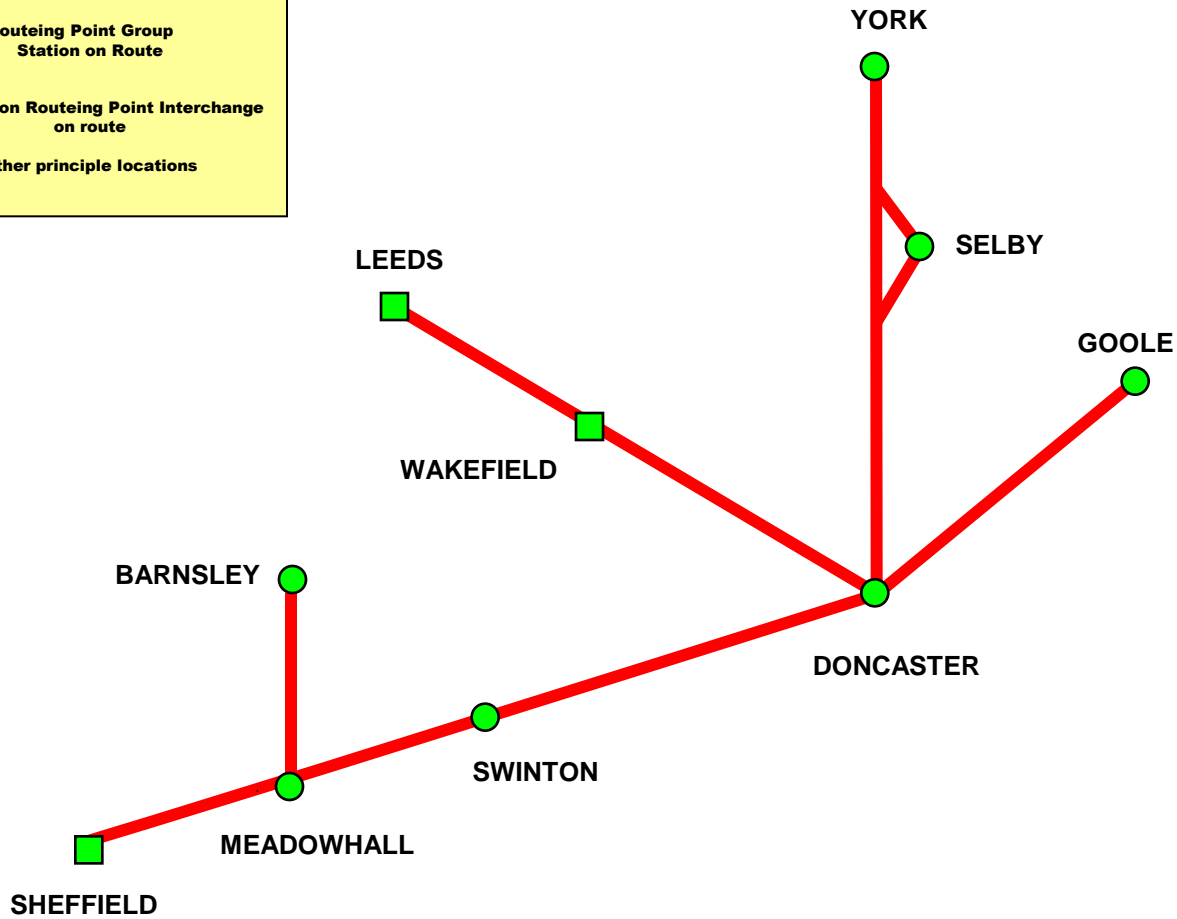 outeing Point Group
Station on Route
on Routeing Point Interchange
on route
ther principle locations
YORK
SELBY
LEEDS
GOOLE
WAKEFIELD
BARNSLEY
DONCASTER
SWINTON
MEADOWHALL
SHEFFIELD